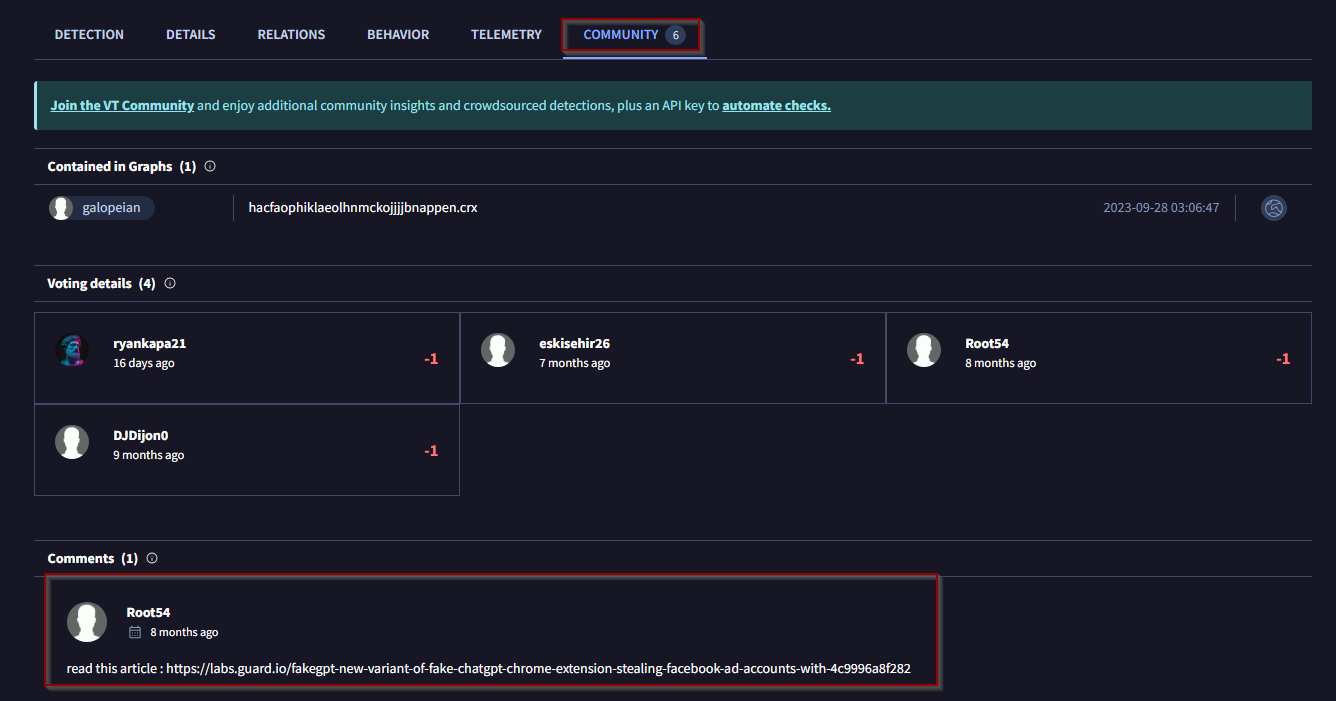 DETECTION DETAILS RELATIONS BEHAVIOR TELEMETRY COMMUNITY 6
Join the VT Community and enjoy additional community insights and crowdsourced detections, plus an API key to automate checks.
Contained in Graphs (1)
galopeian hacfaophiklaeolhnmckojjjjbnappen.crx 2023-09-28 03:06:47
Voting details (4)
ryankapa21
16 days ago
-1
eskisehir26
7 months ago
-1
Root54
8 months ago
-1
DJDijon0
9 months ago
-1
Comments (1)
Root54
8 months ago
read this article : https://labs.guard.io/fakegpt-new-variant-of-fake-chatgpt-chrome-extension-stealing-facebook-ad-accounts-with-4c9996a8f282